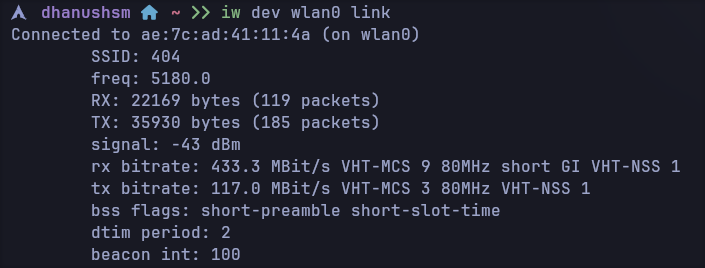 dhanushsm ~ >> iw dev wlan0 link
Connected to ae:7c:ad:41:11:4a (on wlan0)
SSID: 404
freq: 5180.0
RX: 22169 bytes (119 packets)
TX: 35930 bytes (185 packets)
signal: -43 dBm
rx bitrate: 433.3 MBit/s VHT-MCS 9 80MHz short GI VHT-NSS 1
tx bitrate: 117.0 MBit/s VHT-MCS 3 80MHz VHT-NSS 1
bss flags: short-preamble short-slot-time
dtim period: 2
beacon int: 100